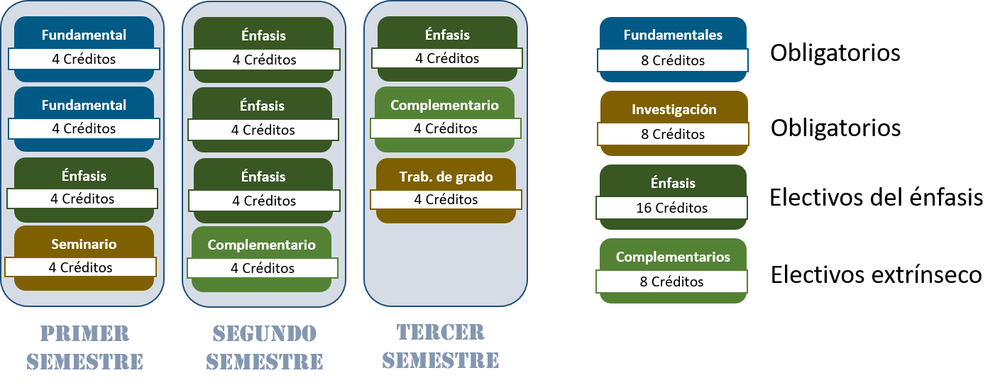 Fundamental
4 Créditos
Fundamental
4 Créditos
Énfasis
4 Créditos
Seminario
4 Créditos
PRIMER
SEMESTRE
Énfasis
4 Créditos
Énfasis
4 Créditos
Énfasis
4 Créditos
Complementario
4 Créditos
SEGUNDO
SEMESTRE
Énfasis
4 Créditos
Complementario
4 Créditos
Trab. de grado
4 Créditos
TERCER
SEMESTRE
Fundamentales
8 Créditos
Obligatorios
Investigación
8 Créditos
Obligatorios
Énfasis
16 Créditos
Electivos del énfasis
Complementarios
8 Créditos
Electivos extrínseco